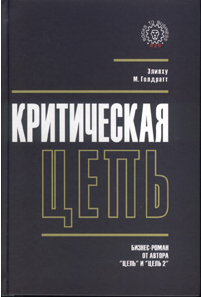 Элияху
М. Голдратт
КРИТИЧЕСКАЯ
ЦЕПЬ
БИЗНЕС-РОМАН
ОТ АВТОРА
"ЦЕЛЬ" И "ЦЕЛЬ 2"